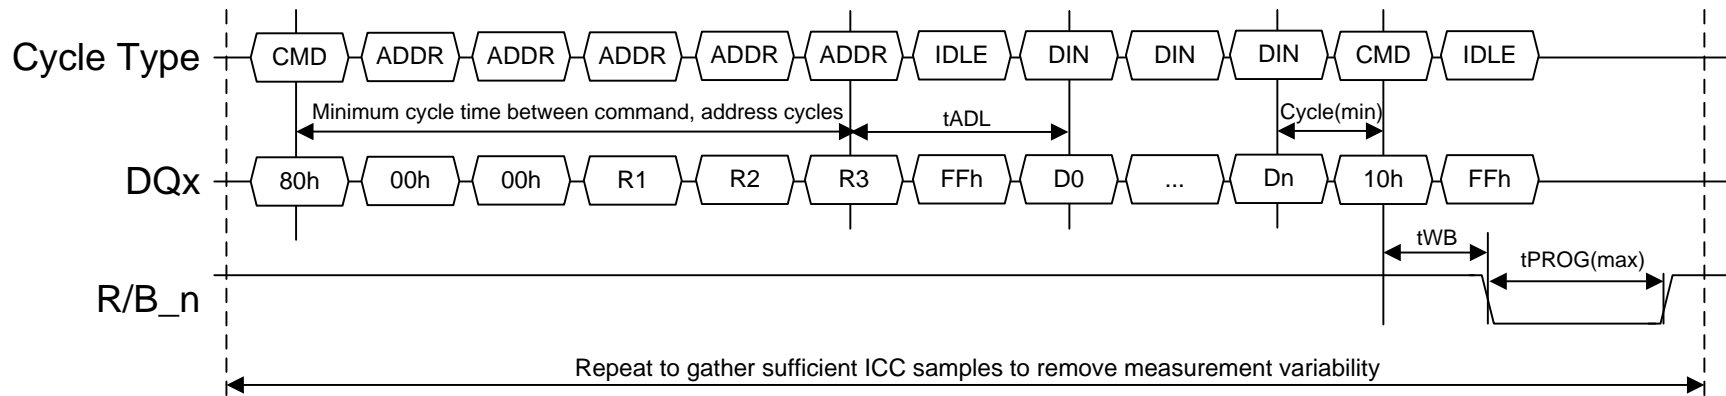 Cycle Type CMD ADDR ADDR ADDR ADDR ADDR IDLE DIN DIN DIN CMD IDLE
Minimum cycle time between command, address cycles tADL Cycle(min)
DQx 80h 00h 00h R1 R2 R3 FFh D0 ... Dn 10h FFh
tWB tPROG(max)
R/B_n
Repeat to gather sufficient ICC samples to remove measurement variability